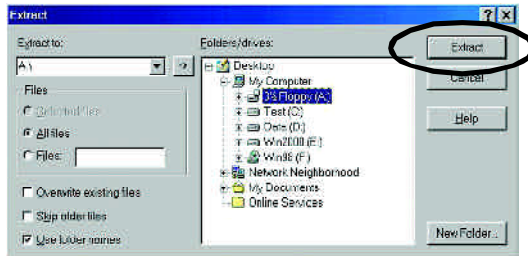 Extract
Extract to:
A:\
Files
Selected files
All files
Files:
Overwrite existing files
Skip older files
Use folder names
Folders/drives:
Desktop
My Computer
3½ Floppy (A:)
Test (C:)
Data (D:)
Win2000 (E:)
Win98 (F:)
Network Neighborhood
My Documents
Online Services
Extract
Cancel
Help
New Folder...